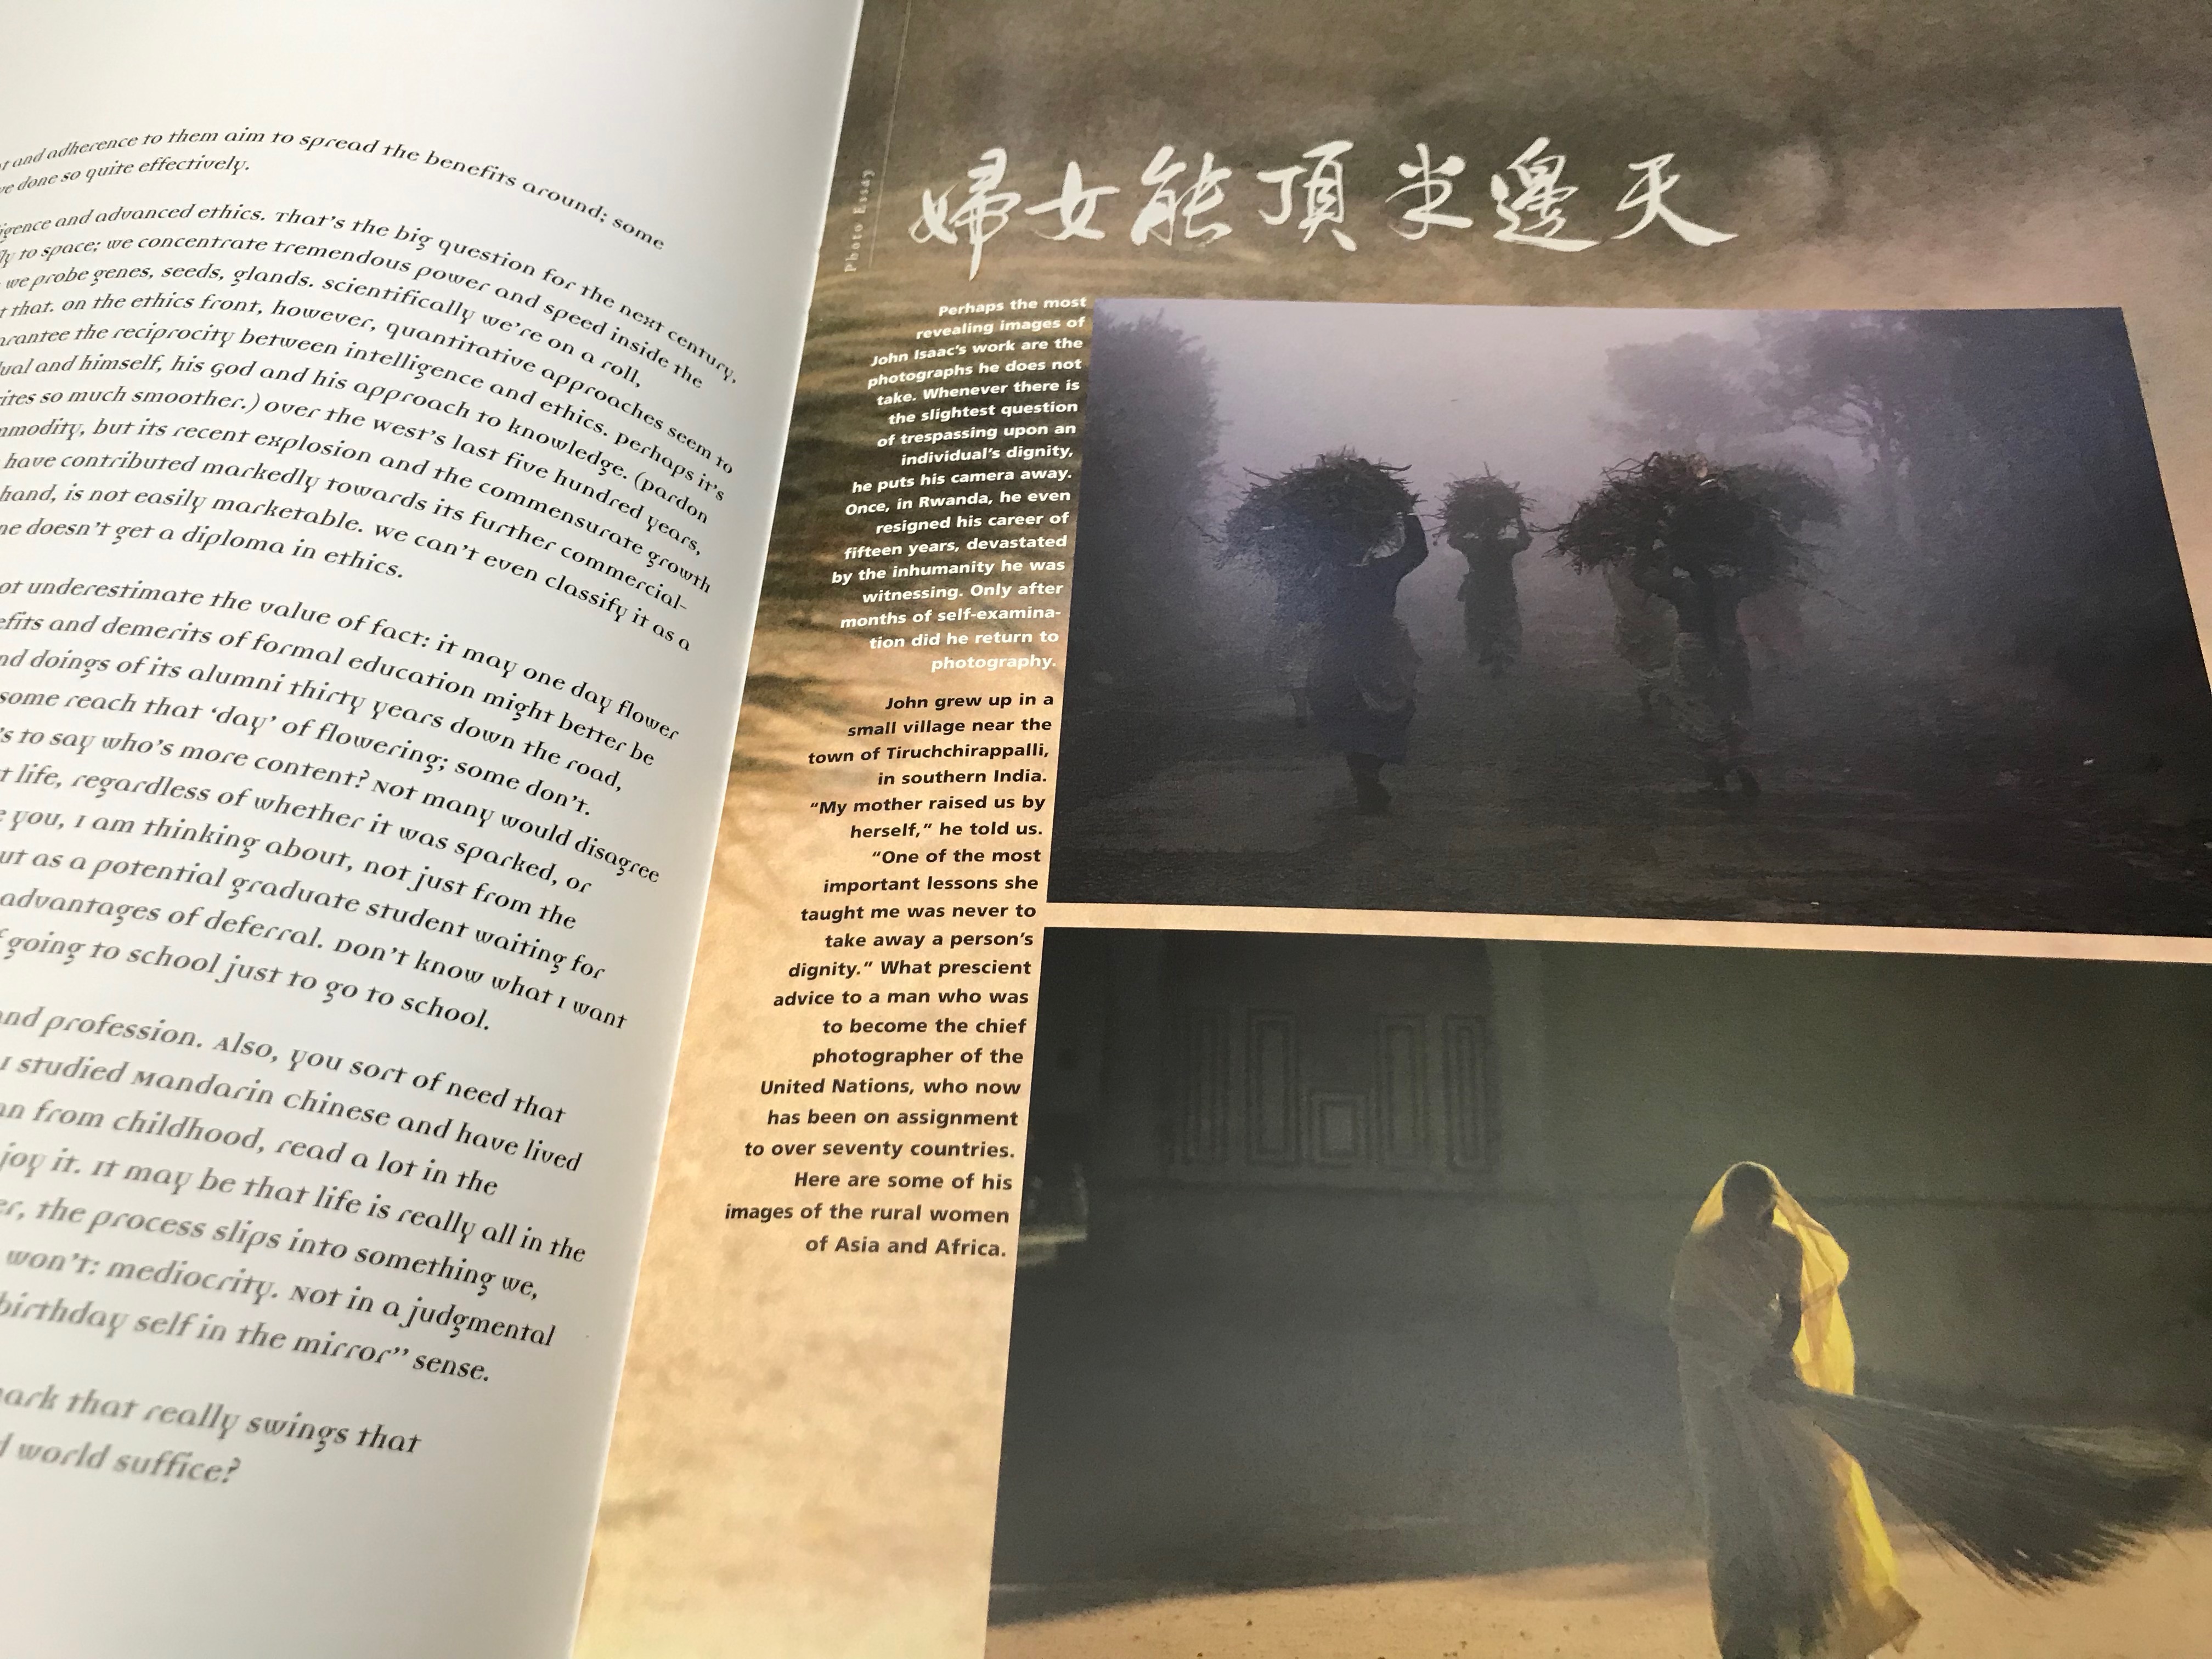 and adherence to them aim to spread the benefits around; some
done so quite effectively.
and advanced ethics. That's the big question for the next century,
to space; we concentrate tremendous power and speed inside the
we probe genes, seeds, glands. scientifically we're on a roll,
that. on the ethics front, however, quantitative approaches seem to
the reciprocity between intelligence and ethics. perhaps it's
and himself, his god and his approach to knowledge. (pardon
so much smoother.) over the west's last five hundred years,
but its recent explosion and the commensurate growth
have contributed markedly towards its further commercial-
hand, is not easily marketable. we can't even classify it as a
doesn't get a diploma in ethics.
underestimate the value of fact: it may one day flower
and demerits of formal education might better be
doings of its alumni thirty years down the road,
some reach that 'day' of flowering; some don't.
to say who's more content? Not many would disagree
life, regardless of whether it was sparked, or
you, I am thinking about, not just from the
as a potential graduate student waiting for
advantages of deferral. Don't know what I want
going to school just to go to school.
and profession. Also, you sort of need that
I studied Mandarin Chinese and have lived
from childhood, read a lot in the
it. It may be that life is really all in the
the process slips into something we,
won't: mediocrity. Not in a judgmental
birthday self in the mirror" sense.
that really swings that
world suffice?
Photo Essay
婦女能頂半邊天
Perhaps the most
revealing images of
John Isaac's work are the
photographs he does not
take. Whenever there is
the slightest question
of trespassing upon an
individual's dignity,
he puts his camera away.
Once, in Rwanda, he even
resigned his career of
fifteen years, devastated
by the inhumanity he was
witnessing. Only after
months of self-examina-
tion did he return to
photography.
John grew up in a
small village near the
town of Tiruchchirappalli,
in southern India.
"My mother raised us by
herself," he told us.
"One of the most
important lessons she
taught me was never to
take away a person's
dignity." What prescient
advice to a man who was
to become the chief
photographer of the
United Nations, who now
has been on assignment
to over seventy countries.
Here are some of his
images of the rural women
of Asia and Africa.